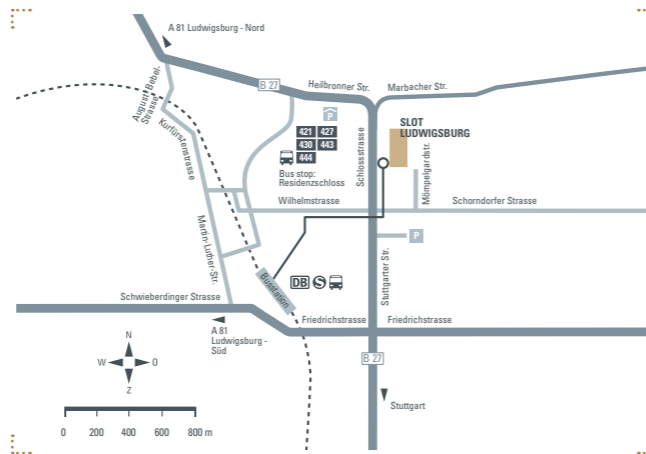 A 81 Ludwigsburg - Nord
B 27
Heilbronner Str.
Marbacher Str.
August-Bebel-
Strasse
Kurfürstenstrasse
P
421 427
430 443
444
Bus stop:
Residenzschloss
Schlossstrasse
SLOT
LUDWIGSBURG
Mömpelgardstr.
Wilhelmstrasse
Schorndorfer Strasse
Martin-Luther-Str.
P
Stuttgarter Str.
Busstation
DB S
Schwieberdinger Strasse
Friedrichstrasse
Friedrichstrasse
A 81
Ludwigsburg -
Süd
N
W O
Z
B 27
Stuttgart
0 200 400 600 800 m